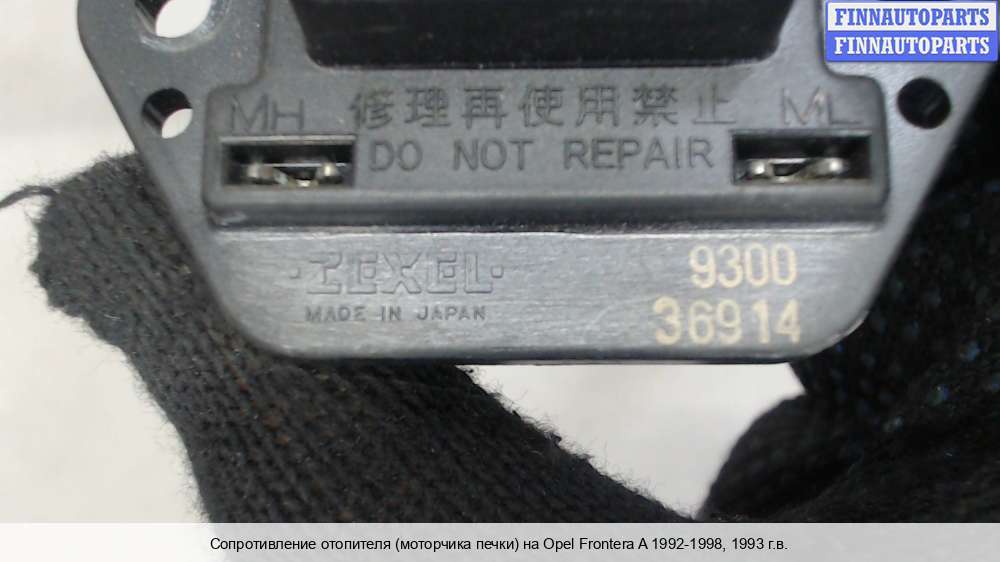 FINNAUTOPARTS
FINNAUTOPARTS
MH 修理再使用禁止 ML
DO NOT REPAIR
·ZEXEL· 9300
MADE IN JAPAN 36914
Сопротивление отопителя (моторчика печки) на Opel Frontera A 1992-1998, 1993 г.в.